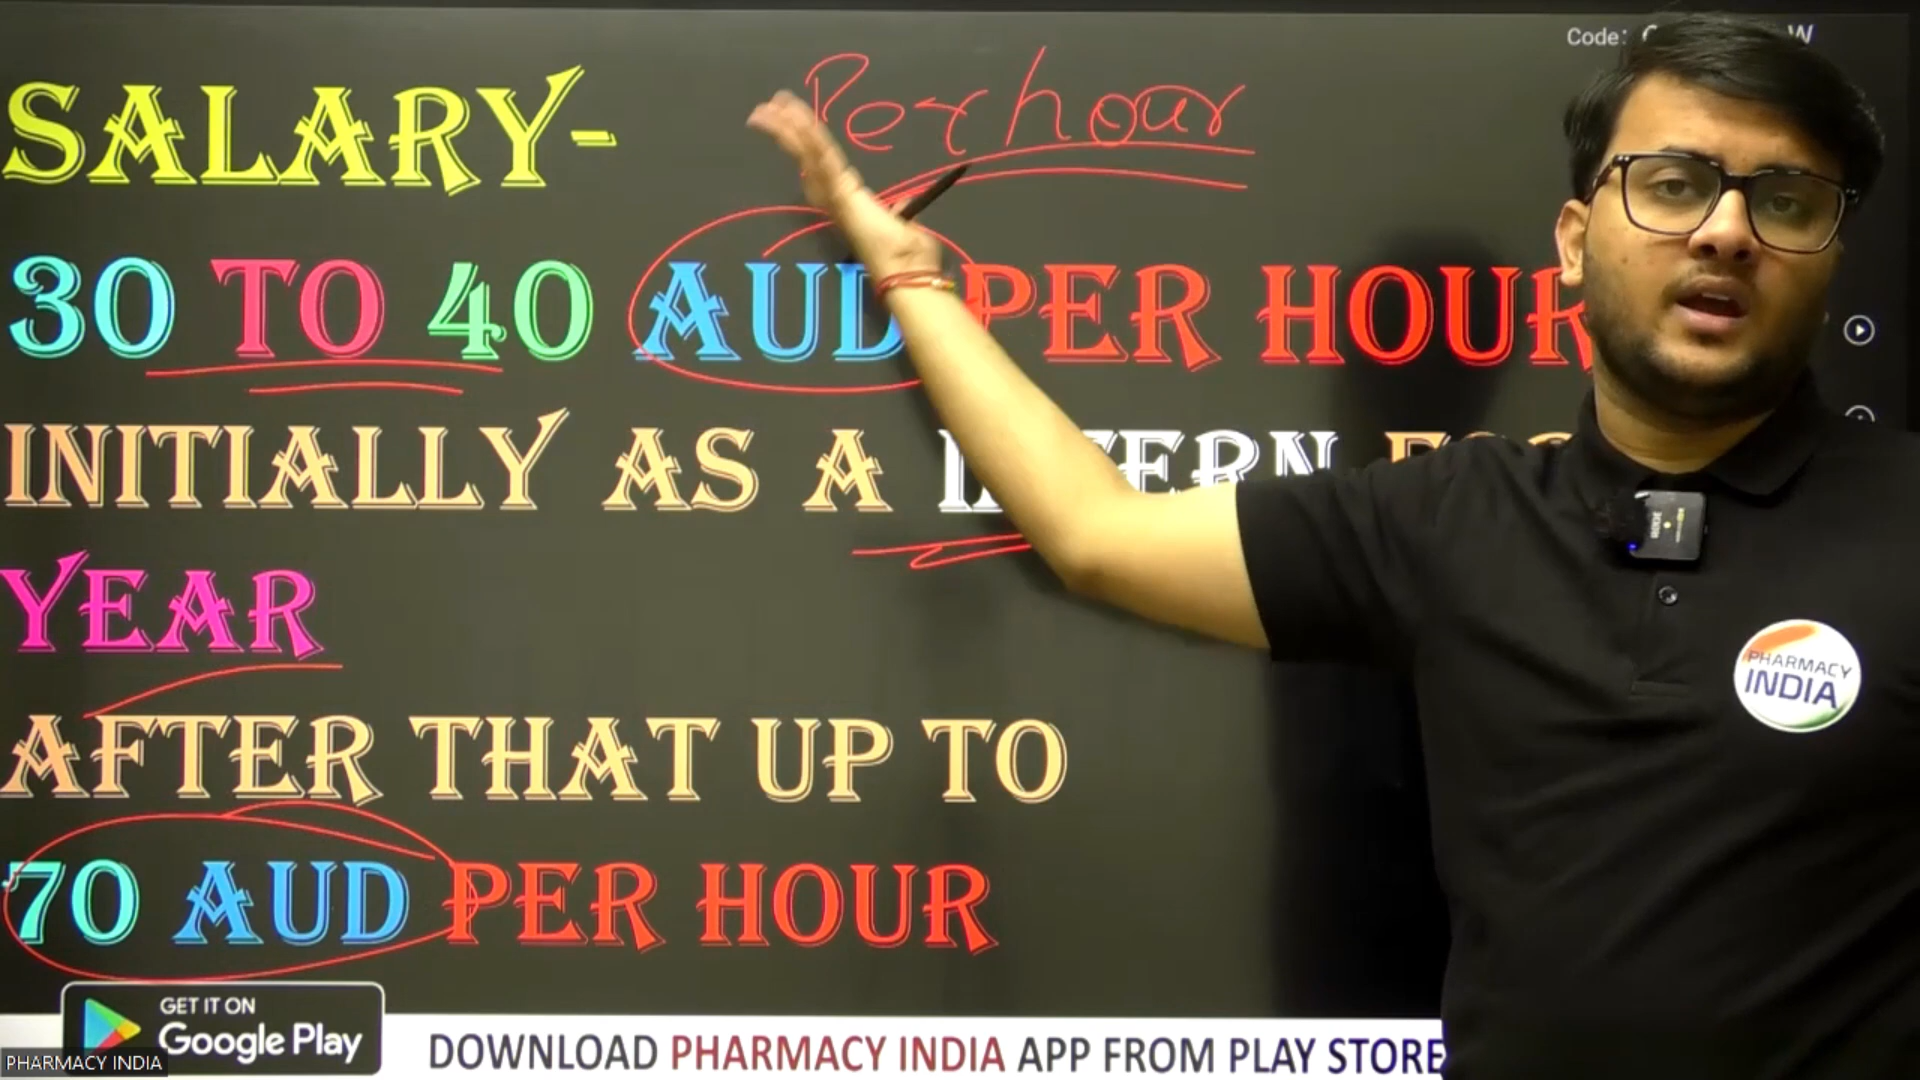 Code:
SALARY-
Per hour
30 TO 40 AUD PER HOUR
INITIALLY AS A
YEAR
AFTER THAT UP TO
70 AUD PER HOUR
PHARMACY
INDIA
GET IT ON
Google Play
DOWNLOAD PHARMACY INDIA APP FROM PLAY STORE
PHARMACY INDIA